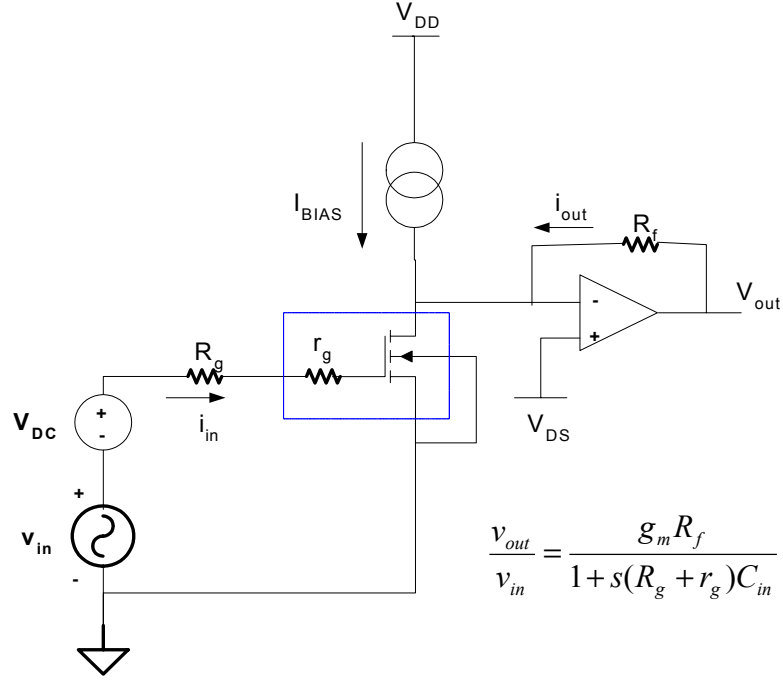 V_DD
I_BIAS
i_out
R_f
V_out
-
+
V_DS
R_g
r_g
i_in
+
-
V_DC
+
v_in
-
v_out / v_in = g_m R_f / 1 + s(R_g + r_g)C_in